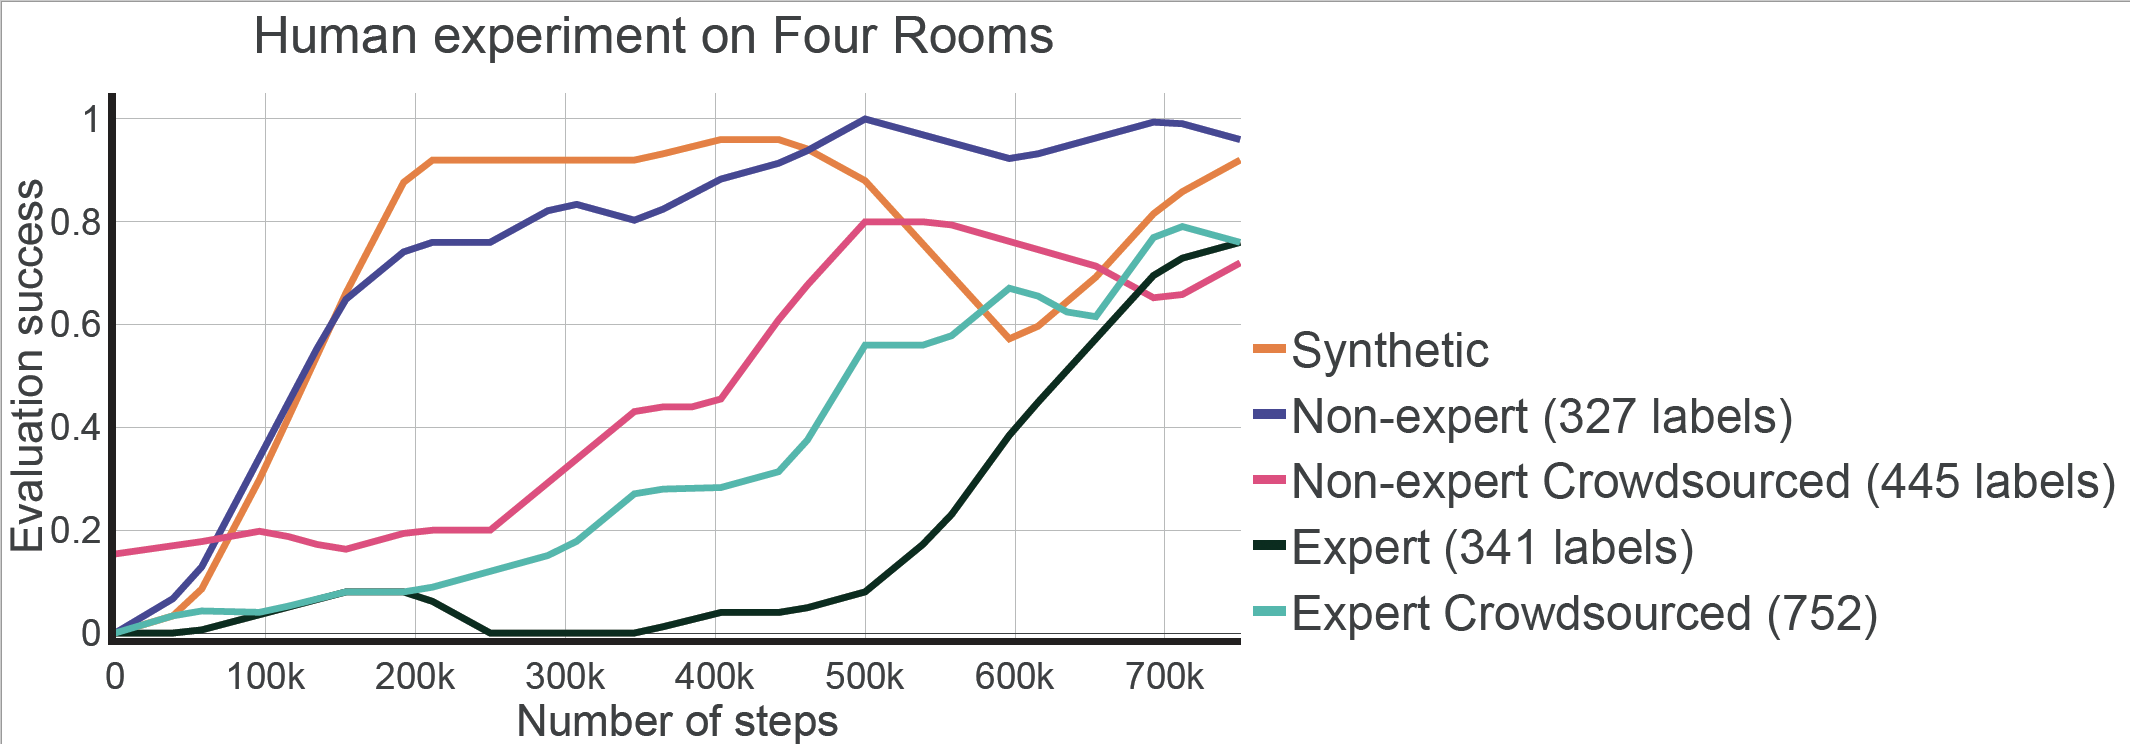 Human experiment on Four Rooms
Evaluation success
1
0.8
0.6
0.4
0.2
0
0 100k 200k 300k 400k 500k 600k 700k
Number of steps
Synthetic
Non-expert (327 labels)
Non-expert Crowdsourced (445 labels)
Expert (341 labels)
Expert Crowdsourced (752)